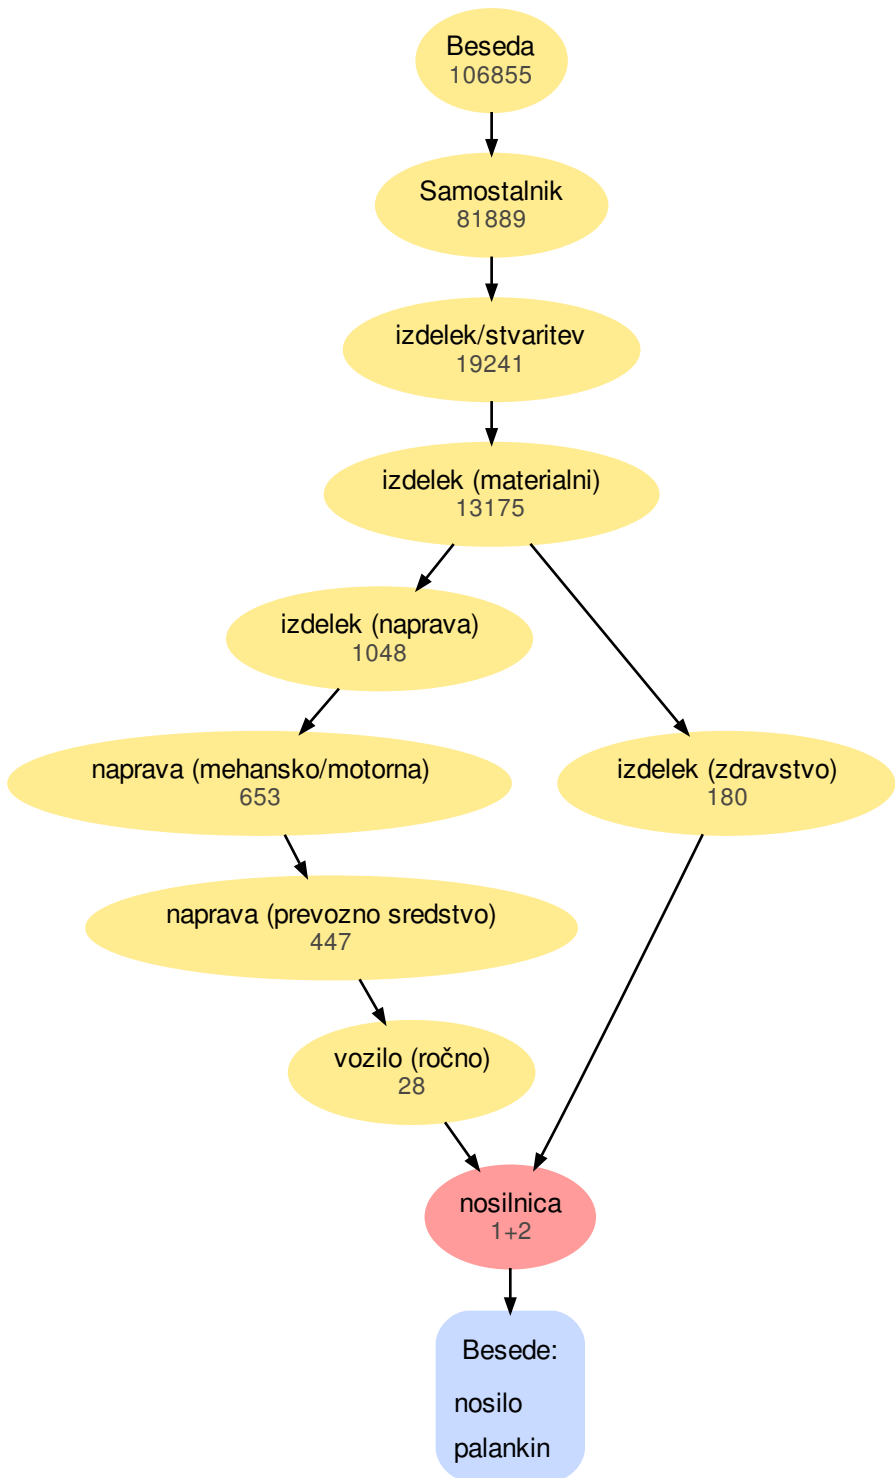 Beseda
106855
Samostalnik
81889
izdelek/stvaritev
19241
izdelek (materialni)
13175
izdelek (naprava)
1048
naprava (mehansko/motorna)
653
izdelek (zdravstvo)
180
naprava (prevozno sredstvo)
447
vozilo (ročno)
28
nosilnica
1+2
Besede:
nosilo
palankin